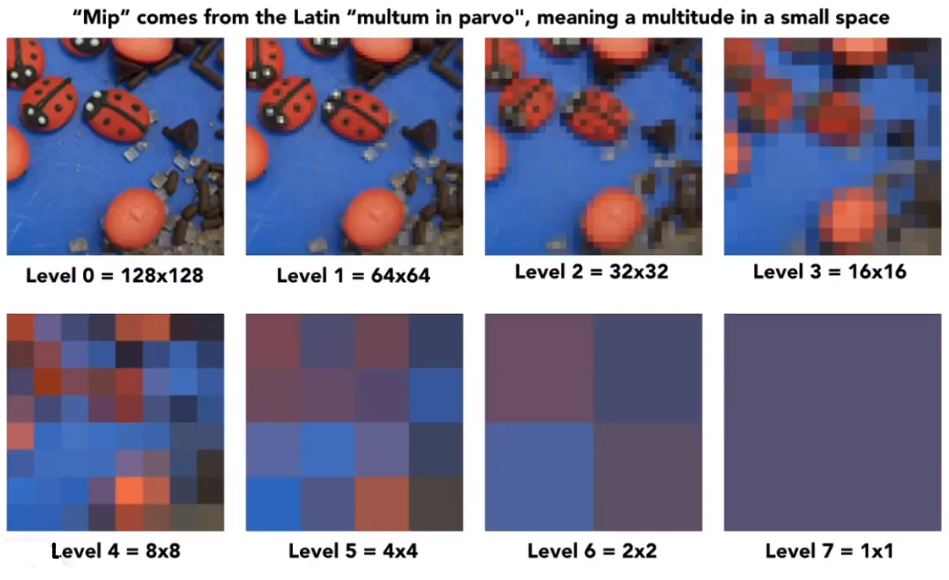 “Mip” comes from the Latin “multum in parvo", meaning a multitude in a small space
Level 0 = 128x128
Level 1 = 64x64
Level 2 = 32x32
Level 3 = 16x16
Level 4 = 8x8
Level 5 = 4x4
Level 6 = 2x2
Level 7 = 1x1